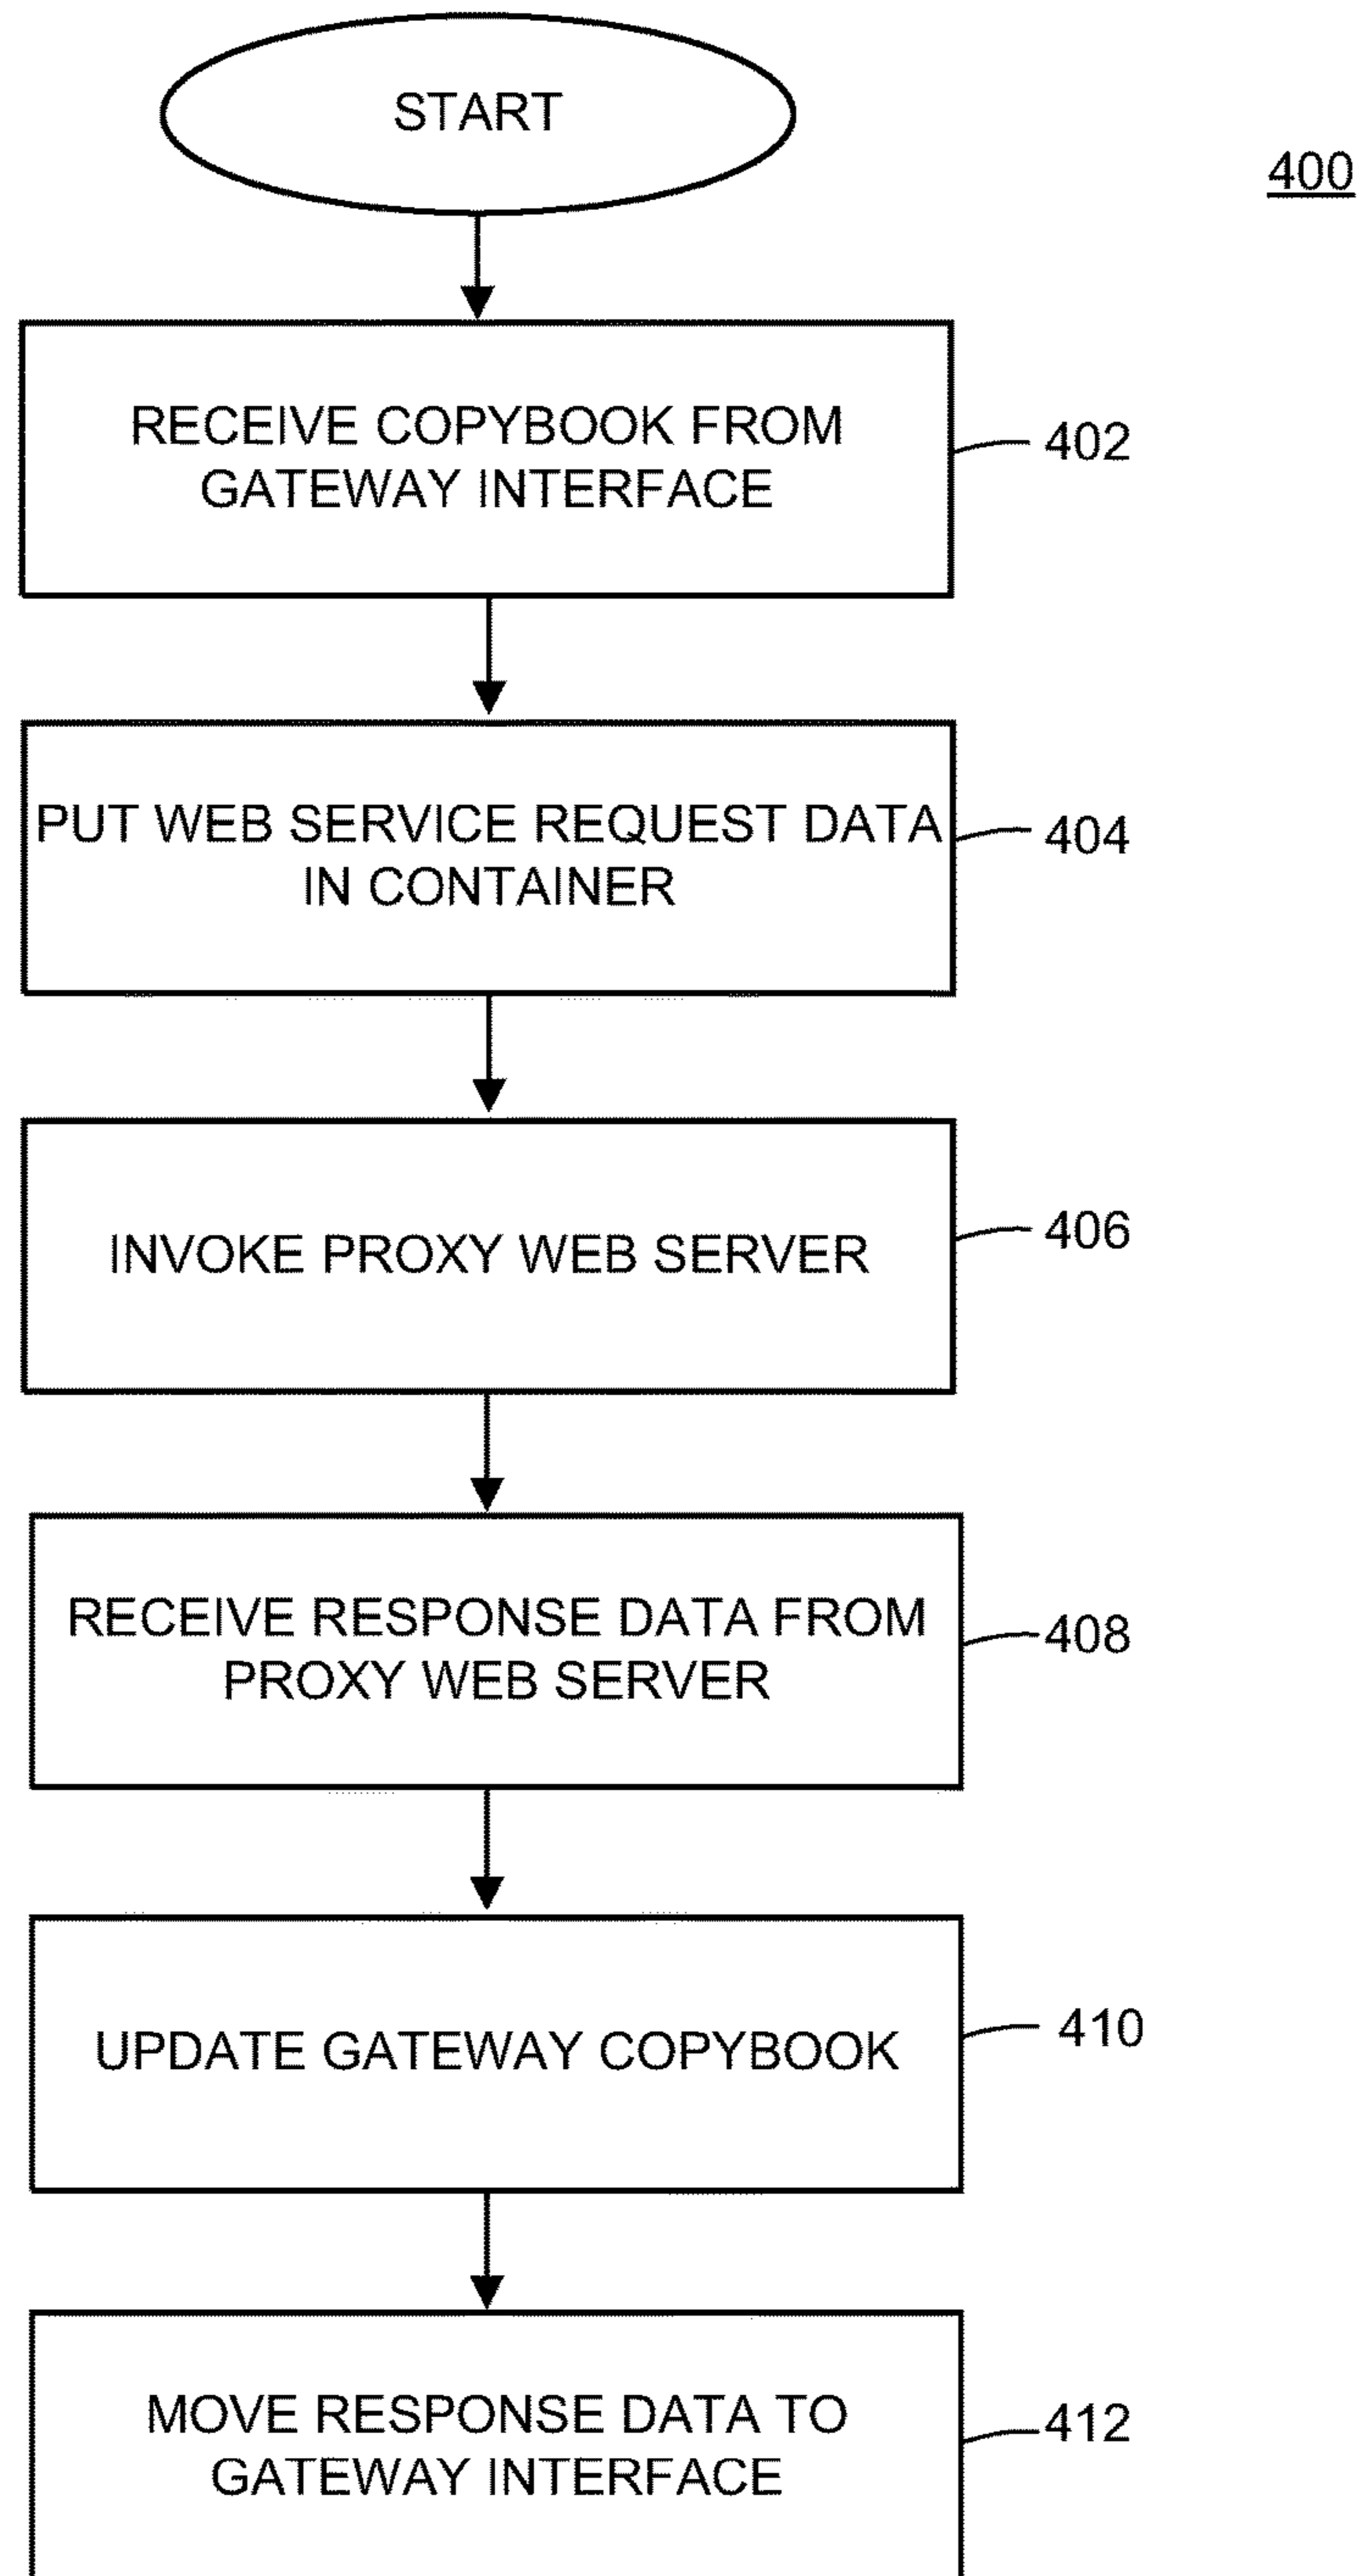 START
400
RECEIVE COPYBOOK FROM
GATEWAY INTERFACE
402
PUT WEB SERVICE REQUEST DATA
IN CONTAINER
404
INVOKE PROXY WEB SERVER
406
RECEIVE RESPONSE DATA FROM
PROXY WEB SERVER
408
UPDATE GATEWAY COPYBOOK
410
MOVE RESPONSE DATA TO
GATEWAY INTERFACE
412